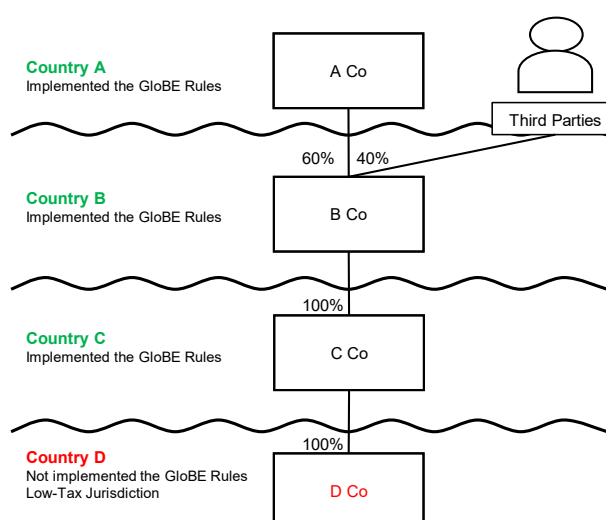 Country A
Implemented the GloBE Rules
A Co
Third Parties
60%
40%
Country B
Implemented the GloBE Rules
B Co
100%
Country C
Implemented the GloBE Rules
C Co
100%
Country D
Not implemented the GloBE Rules
Low-Tax Jurisdiction
D Co